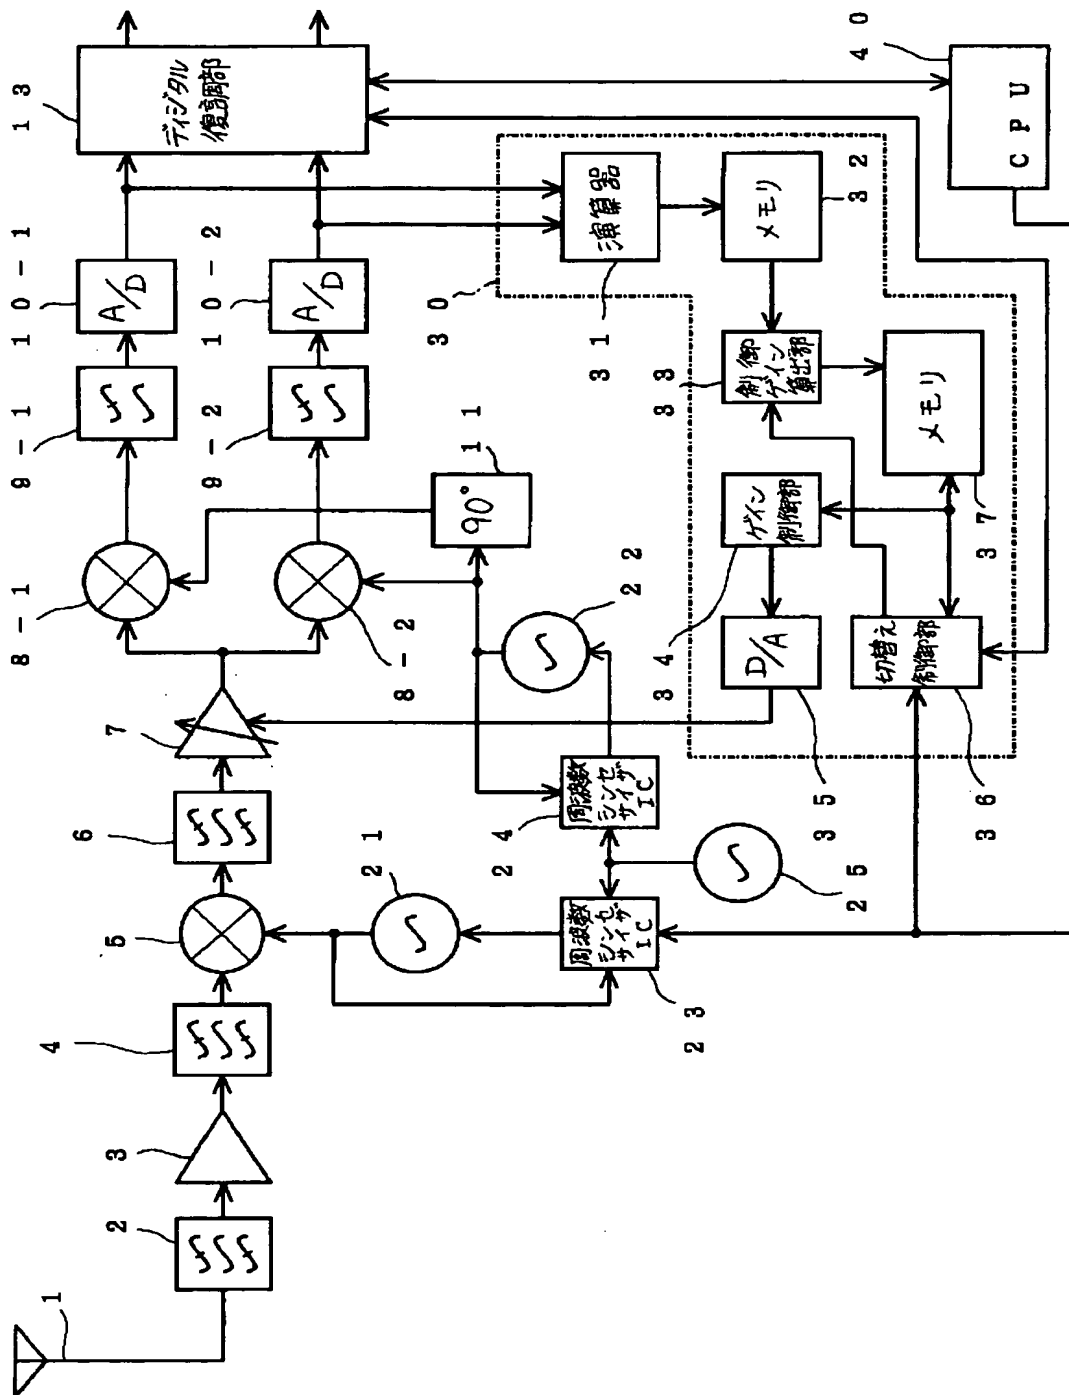 1
2
3
4
5
6
7
8-1
9-1
10-1
13
ディジタル
復調部
A/D
8-2
9-2
10-2
A/D
11
90°
21
22
23
周波数
シンセ
サイザ
IC
24
周波数
シンセ
サイザ
IC
25
30
31
演算器
32
メモリ
33
制御
ゲイン
算出部
34
ゲイン
制御部
35
D/A
36
切替え
制御部
37
メモリ
40
CPU